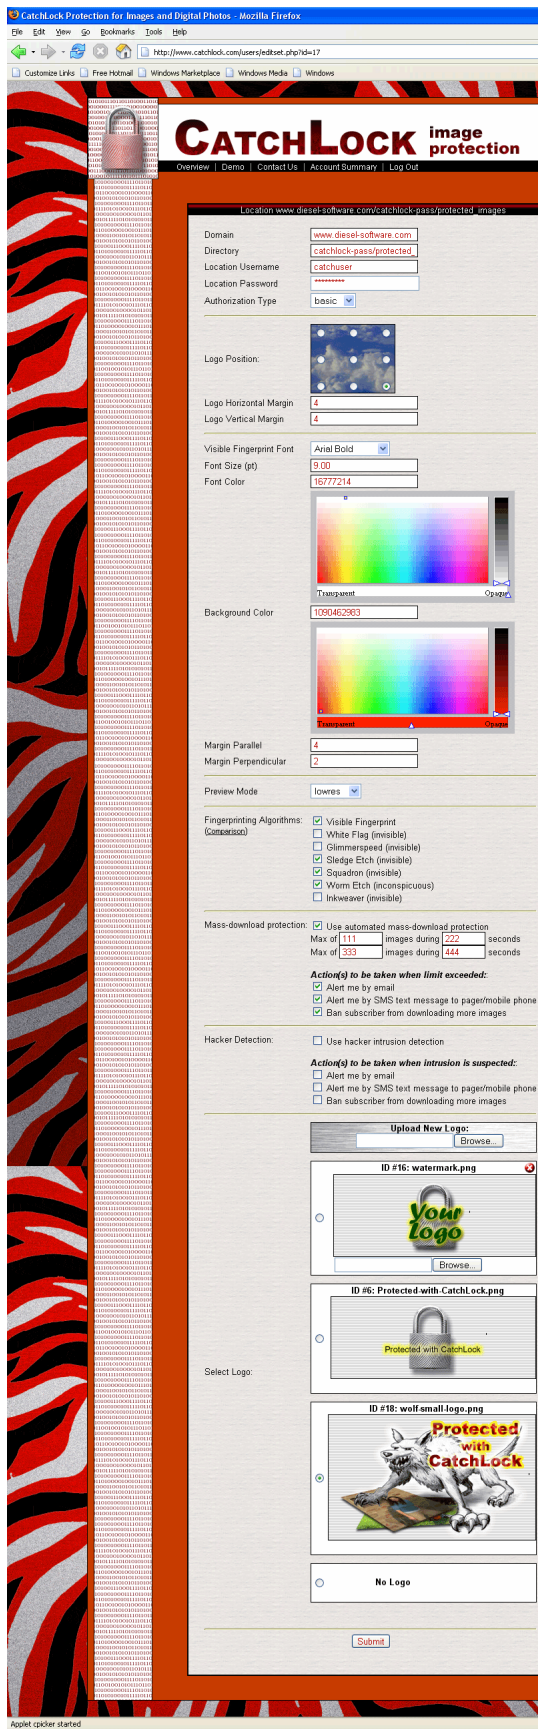 CatchLock Protection for Images and Digital Photos - Mozilla Firefox
File Edit View Go Bookmarks Tools Help
http://www.catchlock.com/users/editset.php?id=17
Customize Links Free Hotmail Windows Marketplace Windows Media Windows
CATCHLOCK image protection
Overview | Demo | Contact Us | Account Summary | Log Out
Location www.diesel-software.com/catchlock-pass/protected_images
Domain www.diesel-software.com
Directory catchlock-pass/protected_
Location Username catchuser
Location Password *********
Authorization Type basic
Logo Position:
Logo Horizontal Margin 4
Logo Vertical Margin 4
Visible Fingerprint Font Arial Bold
Font Size (pt) 9.00
Font Color 16777214
Transparent Opaque
Background Color 1090462983
Transparent Opaque
Margin Parallel 4
Margin Perpendicular 2
Preview Mode lowres
Fingerprinting Algorithms: Visible Fingerprint
(Comparison) White Flag (invisible)
Glimmerspeed (invisible)
Sledge Etch (invisible)
Squadron (invisible)
Worm Etch (inconspicuous)
Inkweaver (invisible)
Mass-download protection: Use automated mass-download protection
Max of 111 images during 222 seconds
Max of 333 images during 444 seconds
Action(s) to be taken when limit exceeded:
Alert me by email
Alert me by SMS text message to pager/mobile phone
Ban subscriber from downloading more images
Hacker Detection: Use hacker intrusion detection
Action(s) to be taken when intrusion is suspected:
Alert me by email
Alert me by SMS text message to pager/mobile phone
Ban subscriber from downloading more images
Upload New Logo:
Browse...
ID #16: watermark.png
Your
Logo
Browse...
ID #6: Protected-with-CatchLock.png
Protected with CatchLock
Select Logo:
ID #18: wolf-small-logo.png
Protected
with
CatchLock
No Logo
Submit
Applet cpicker started